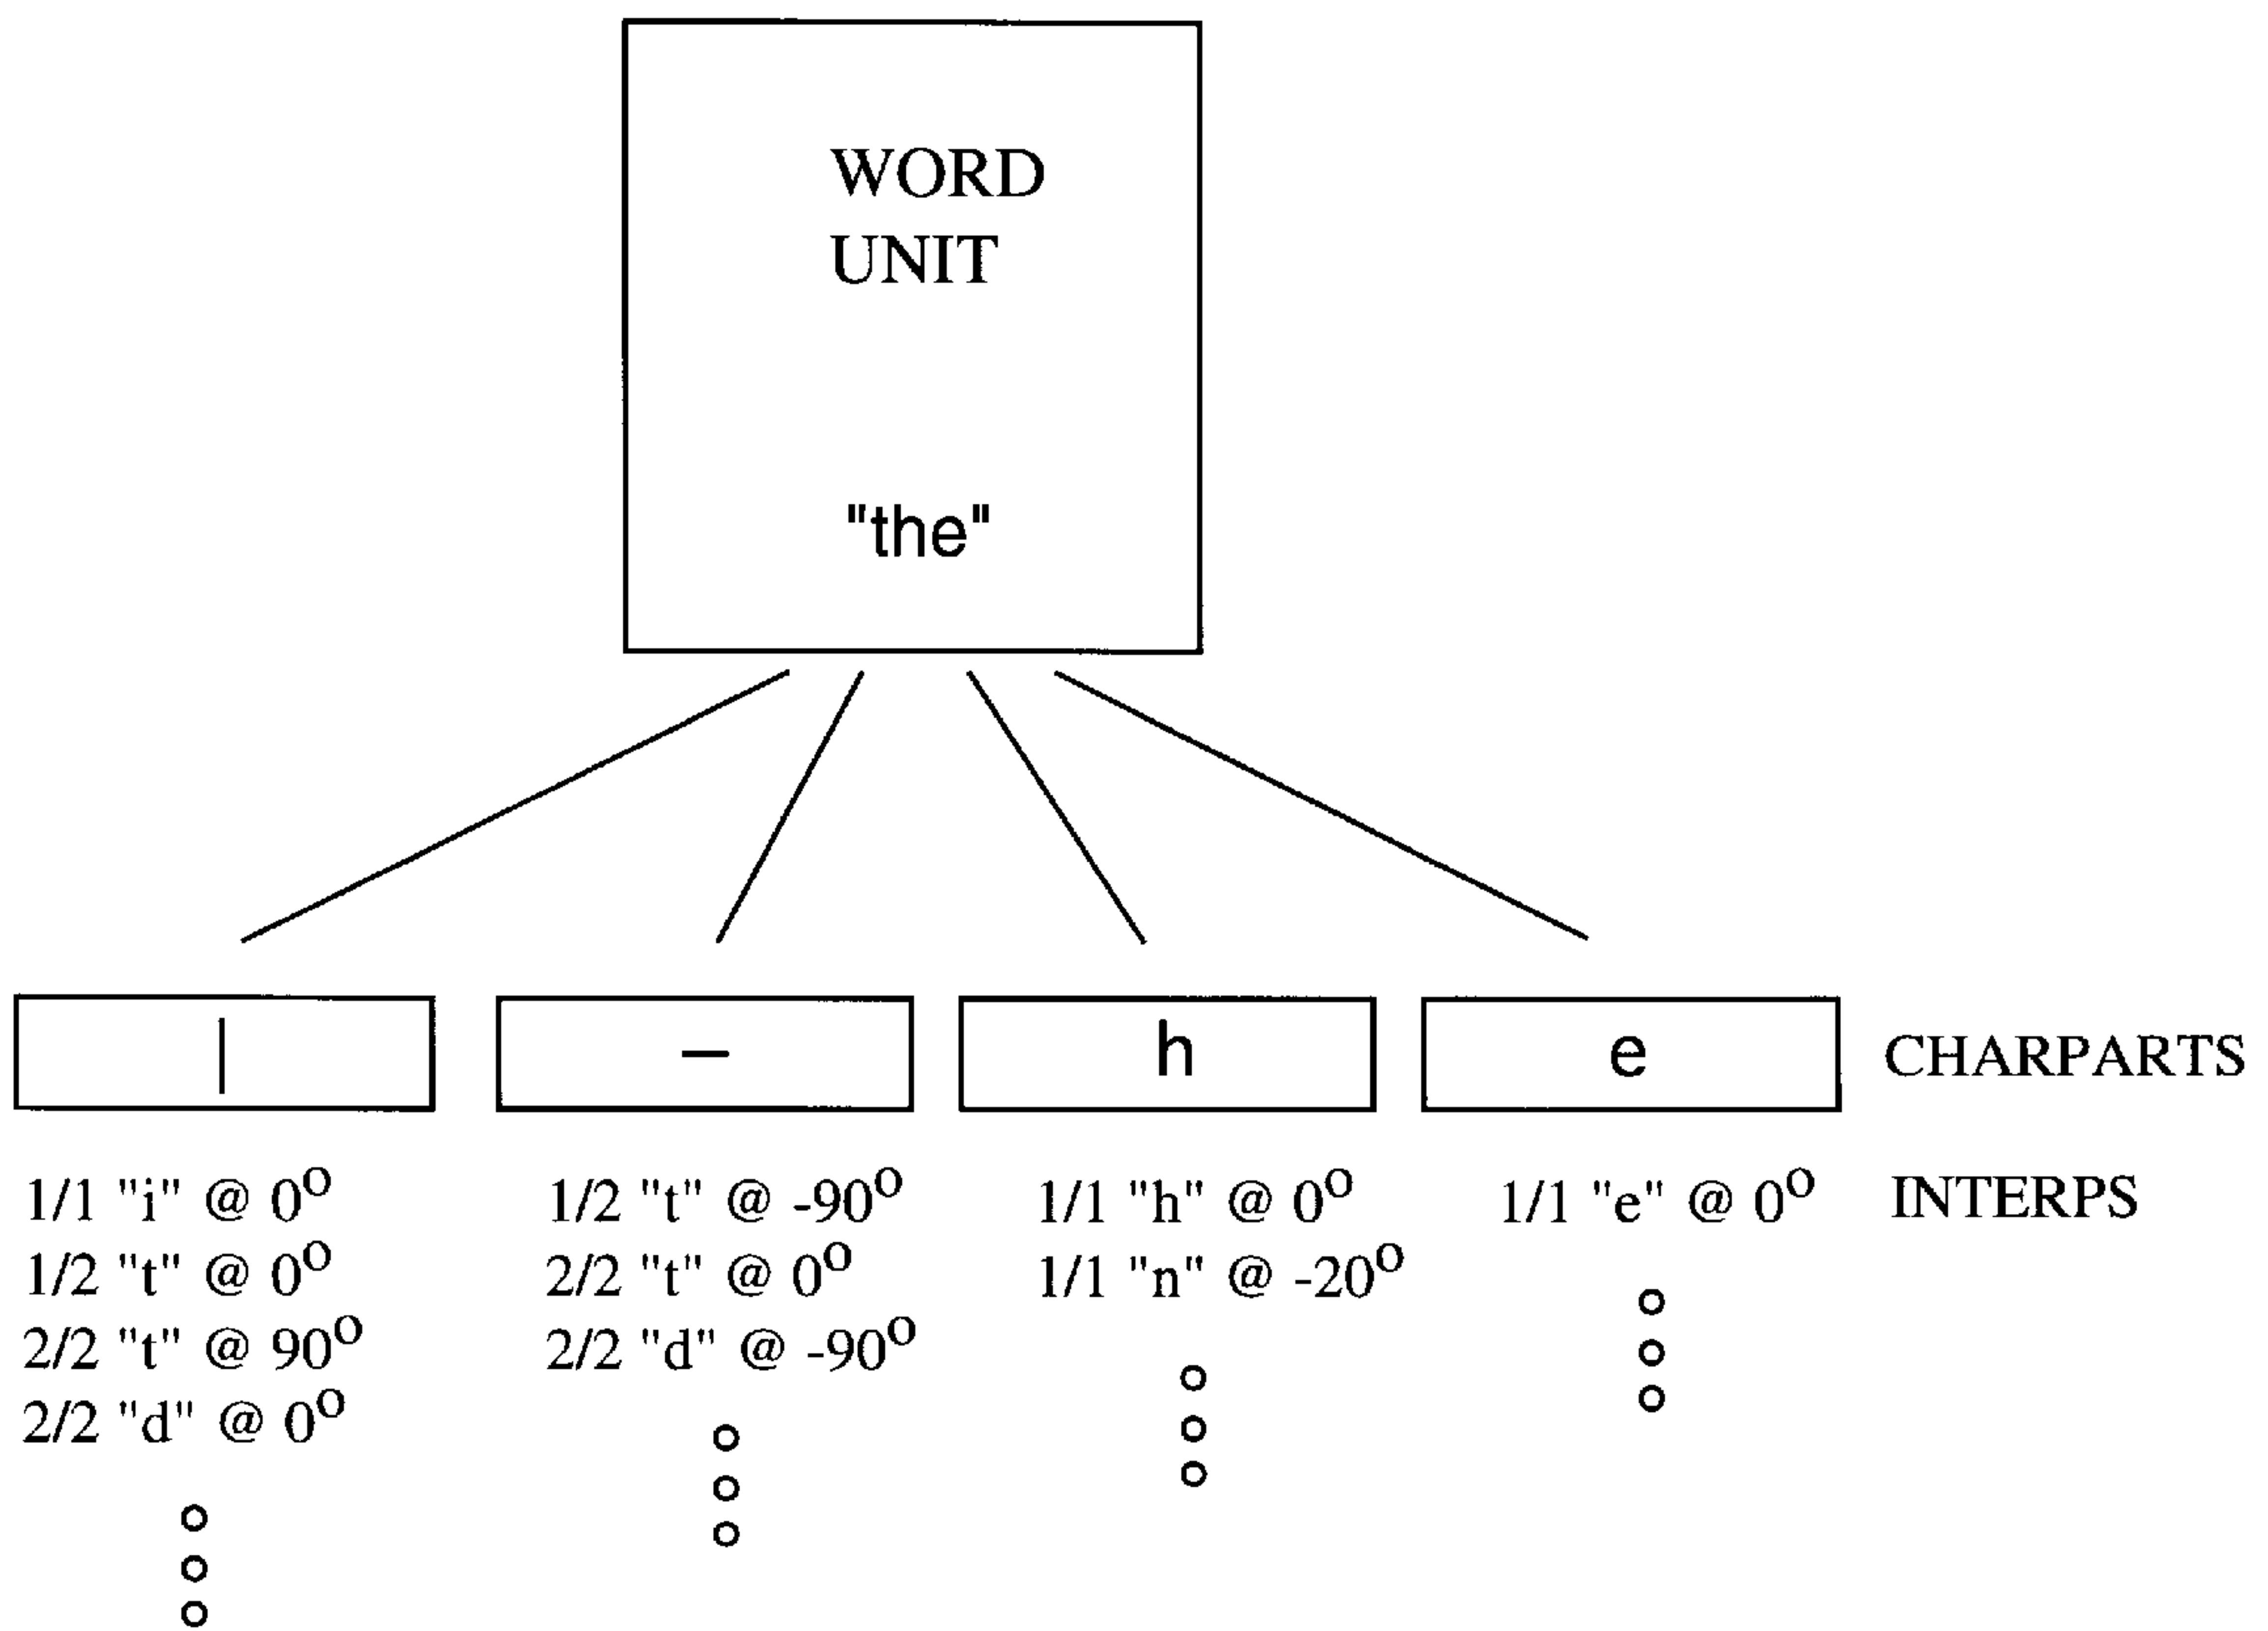 WORD
UNIT
"the"
| — h e CHARPARTS
1/1 "i" @ 0° 1/2 "t" @ -90° 1/1 "h" @ 0° 1/1 "e" @ 0° INTERPS
1/2 "t" @ 0° 2/2 "t" @ 0° 1/1 "n" @ -20°
2/2 "t" @ 90° 2/2 "d" @ -90°
2/2 "d" @ 0°